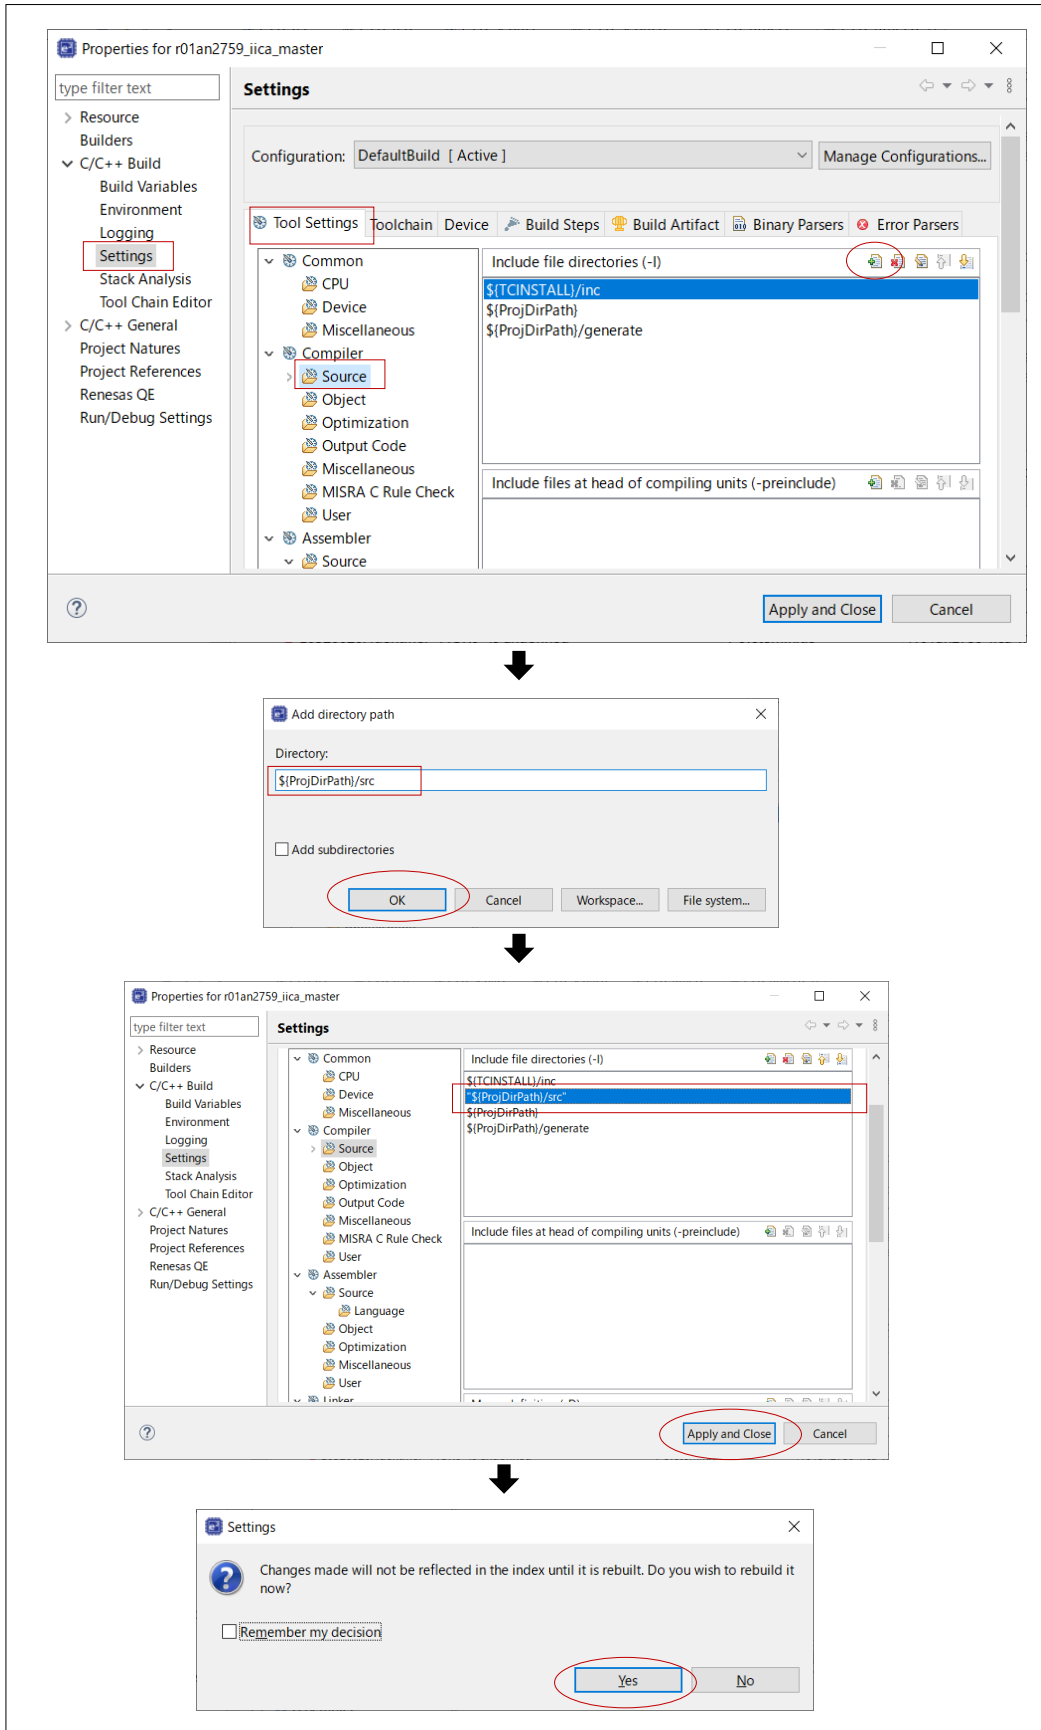 Properties for r01an2759_iica_master
type filter text
Settings
Resource
Builders
C/C++ Build
Build Variables
Environment
Logging
Settings
Stack Analysis
Tool Chain Editor
C/C++ General
Project Natures
Project References
Renesas QE
Run/Debug Settings
Configuration: DefaultBuild [ Active ] Manage Configurations...
Tool Settings Toolchain Device Build Steps Build Artifact Binary Parsers Error Parsers
Common
CPU
Device
Miscellaneous
Compiler
Source
Object
Optimization
Output Code
Miscellaneous
MISRA C Rule Check
User
Assembler
Source
Include file directories (-I)
${TCINSTALL}/inc
${ProjDirPath}
${ProjDirPath}/generate
Include files at head of compiling units (-preinclude)
Apply and Close Cancel
Add directory path
Directory:
${ProjDirPath}/src
Add subdirectories
OK Cancel Workspace... File system...
Properties for r01an2759_iica_master
type filter text
Settings
Resource
Builders
C/C++ Build
Build Variables
Environment
Logging
Settings
Stack Analysis
Tool Chain Editor
C/C++ General
Project Natures
Project References
Renesas QE
Run/Debug Settings
Common
CPU
Device
Miscellaneous
Compiler
Source
Object
Optimization
Output Code
Miscellaneous
MISRA C Rule Check
User
Assembler
Source
Language
Object
Optimization
Miscellaneous
User
Linker
Include file directories (-I)
${TCINSTALL}/inc
"${ProjDirPath}/src"
${ProjDirPath}
${ProjDirPath}/generate
Include files at head of compiling units (-preinclude)
Apply and Close Cancel
Settings
Changes made will not be reflected in the index until it is rebuilt. Do you wish to rebuild it
now?
Remember my decision
Yes No